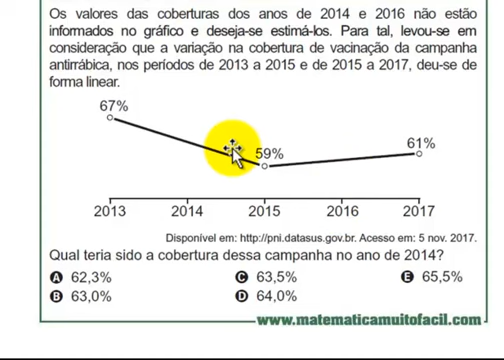 Os valores das coberturas dos anos de 2014 e 2016 não estão
informados no gráfico e deseja-se estimá-los. Para tal, levou-se em
consideração que a variação na cobertura de vacinação da campanha
antirrábica, nos períodos de 2013 a 2015 e de 2015 a 2017, deu-se de
forma linear.
67%
59%
61%
2013 2014 2015 2016 2017
Disponível em: http://pni.datasus.gov.br. Acesso em: 5 nov. 2017.
Qual teria sido a cobertura dessa campanha no ano de 2014?
A 62,3% C 63,5% E 65,5%
B 63,0% D 64,0%
www.matematicamuitofacil.com